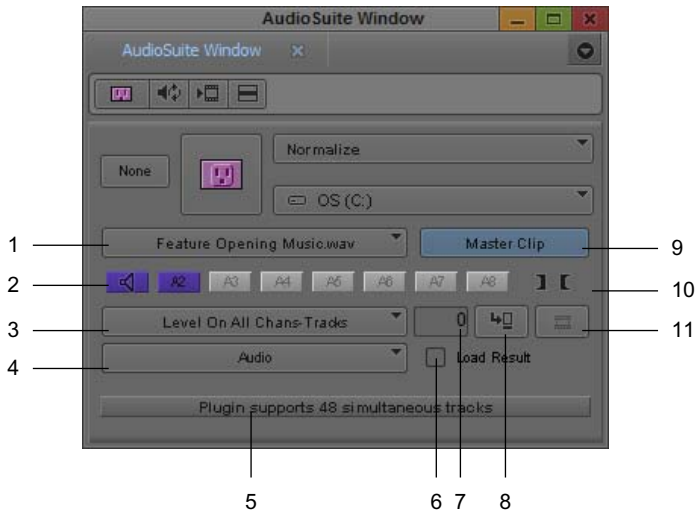 AudioSuite Window
AudioSuite Window
Normalize
None
OS (C:)
1
Feature Opening Music.wav
Master Clip
9
2
A2 A3 A4 A5 A6 A7 A8
10
3
Level On All Chans-Tracks
0
11
4
Audio
Load Result
Plugin supports 48 simultaneous tracks
5
6
7
8